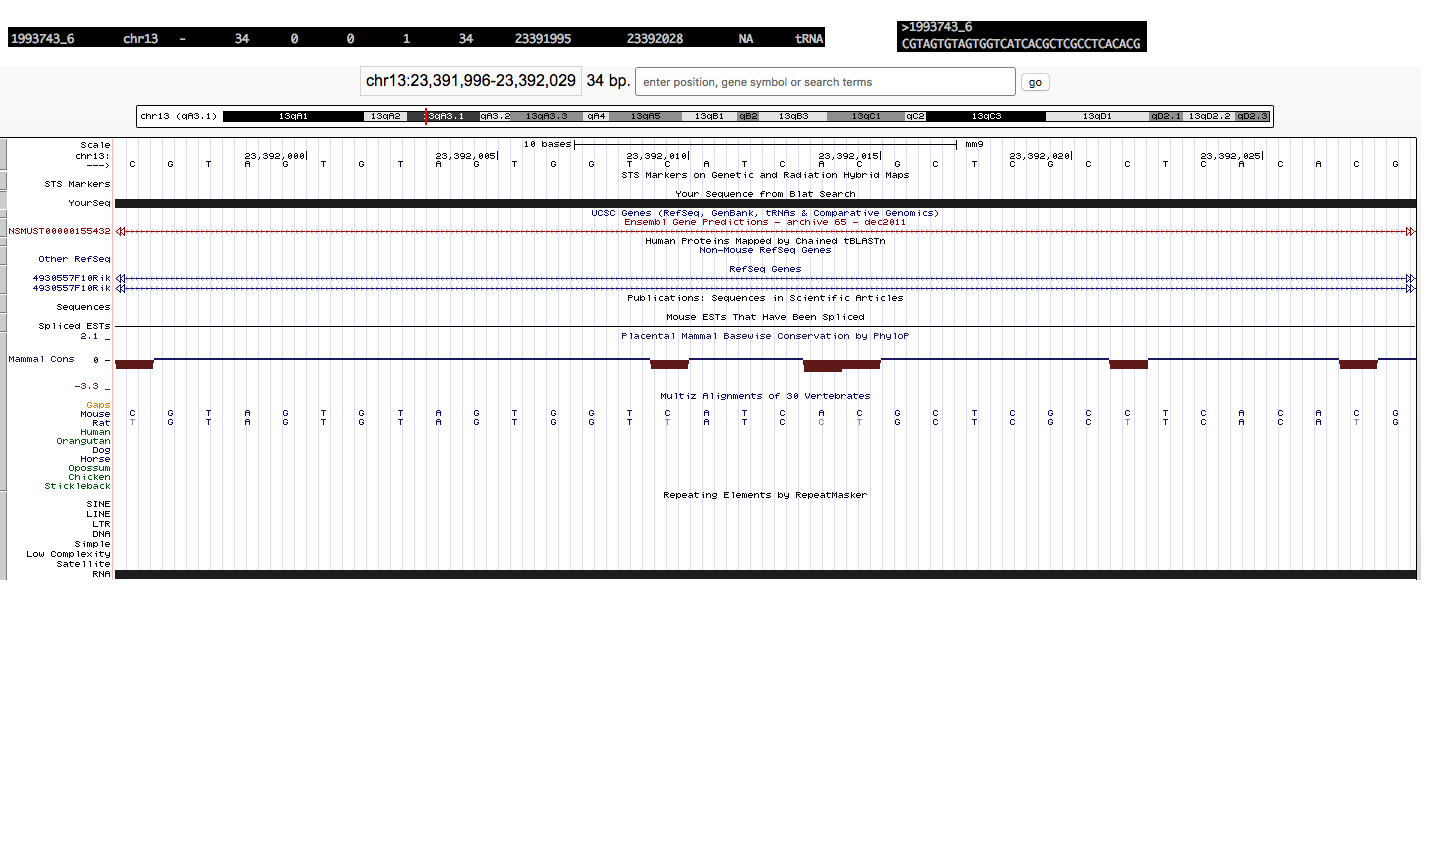 1993743_6 chr13 - 34 0 0 1 34 23391995 23392028 NA tRNA
>1993743_6
CGTAGTGTAGTGGTCATCACGCTCGCCTCACACG
chr13:23,391,996-23,392,029 34 bp. enter position, gene symbol or search terms go
chr13 (qA3.1) 13qA1 13qA2 13qA3.1 qA3.2 13qA3.3 qA4 13qA5 13qB1 qB2 13qB3 13qC1 qC2 13qC3 13qD1 qD2.1 13qD2.2 qD2.3
Scale 10 bases mm9
chr13: 23,392,000| 23,392,005| 23,392,010| 23,392,015| 23,392,020| 23,392,025|
---> C G T A G T G T A G T G G T C A T C A C G C T C G C C T C A C A C G
STS Markers on Genetic and Radiation Hybrid Maps
STS Markers
Your Sequence from Blat Search
YourSeq
UCSC Genes (RefSeq, GenBank, tRNAs & Comparative Genomics)
Ensembl Gene Predictions - archive 65 - dec2011
NSMUST00000155432
Human Proteins Mapped by Chained tBLASTn
Non-Mouse RefSeq Genes
Other RefSeq
RefSeq Genes
4930557F10Rik
4930557F10Rik
Publications: Sequences in Scientific Articles
Sequences
Mouse ESTs That Have Been Spliced
Spliced ESTs
2.1 _
Placental Mammal Basewise Conservation by PhyloP
Mammal Cons 0 -
-3.3 _
Multiz Alignments of 30 Vertebrates
Gaps
Mouse C G T A G T G T A G T G G T C A T C A C G C T C G C C T C A C A C G
Rat T G T A G T G T A G T G G T T A T C C T G C T C G C T T C A C A T G
Human
Orangutan
Dog
Horse
Opossum
Chicken
Stickleback
Repeating Elements by RepeatMasker
SINE
LINE
LTR
DNA
Simple
Low Complexity
Satellite
RNA